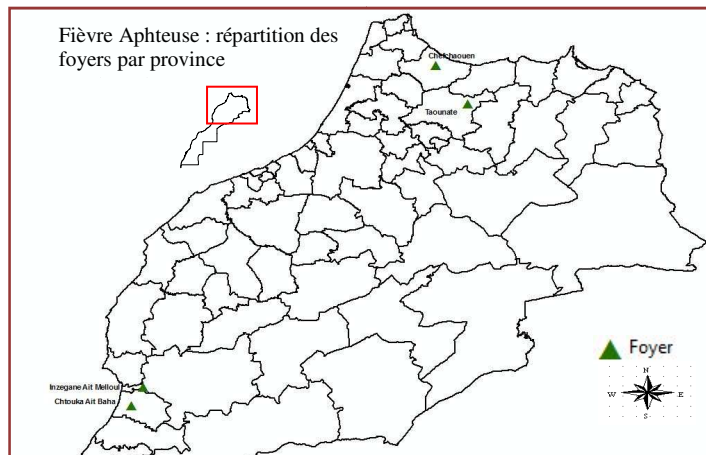 Fièvre Aphteuse : répartition des
foyers par province
Chefchaouen
Taounate
Inzegane Ait Melloul
Chtouka Ait Baha
Foyer
N
W E
S